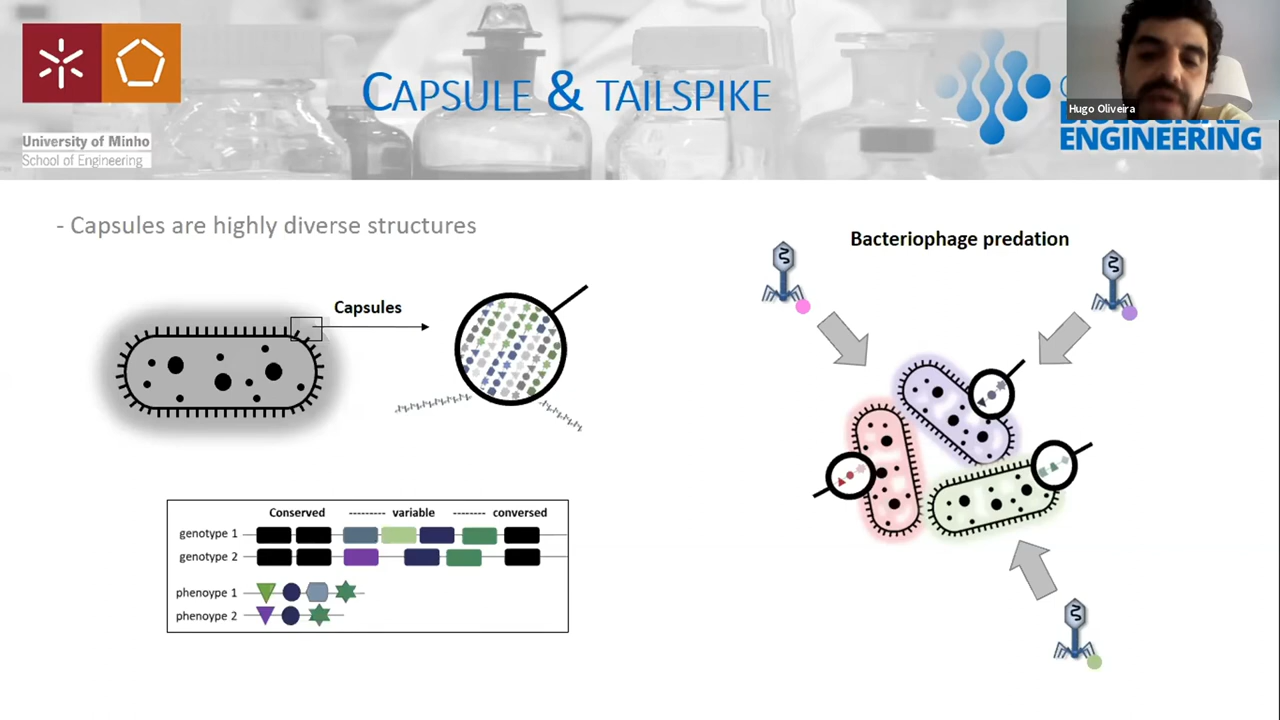 CAPSULE & TAILSPIKE
University of Minho
School of Engineering
Hugo Oliveira
ENGINEERING
- Capsules are highly diverse structures
Capsules
Bacteriophage predation
Conserved --------- variable ------- conversed
genotype 1
genotype 2
phenoype 1
phenoype 2